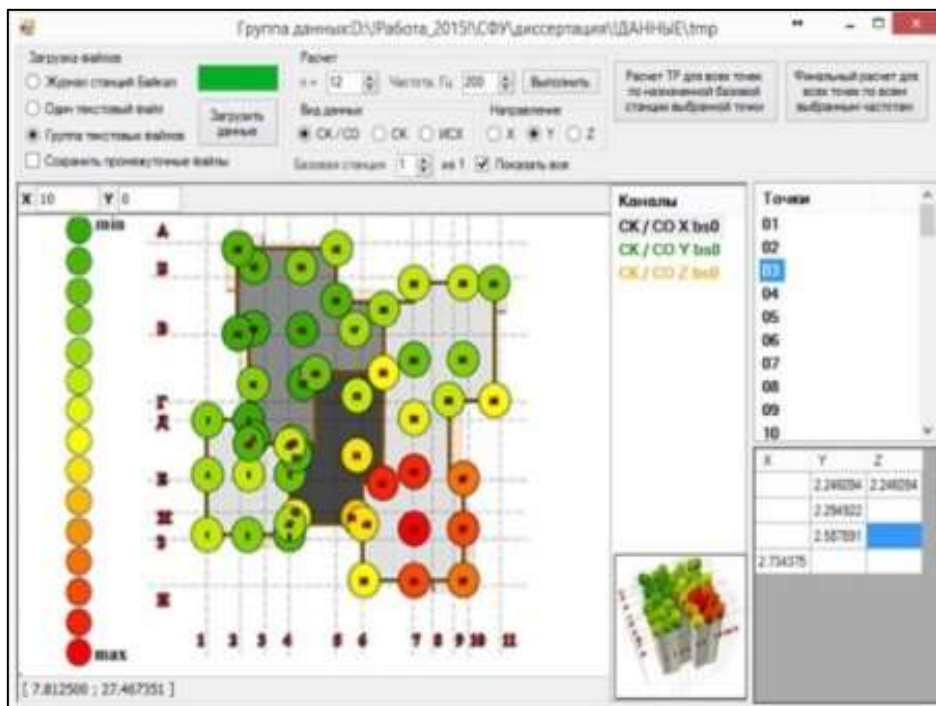 Группа данных:D:\!Работа_2015!\СФУ\диссертация\!ДАННЫЕ\tmp
Загрузка файлов
Журнал станций Baikal
Один текстовый файл
Группа текстовых файлов
Сохранить промежуточные файлы
Загрузить данные
Расчет
n = 12 Частота, Гц 200 Выполнить
Вид данных
СК / СО СК ИСХ
Направление
X Y Z
Базовая станция 1 из 1 Показать все
Расчет ТР для всех точек
по назначенной базовой
станции выбранной точки
Финальный расчет для
всех точек по всем
выбранным частотам
X 10 Y 0
min
А
В
Г
Д
1 2 3 4 5 6 7 8 9 10 11
max
Каналы
СК / СО X bs0
СК / СО Y bs0
СК / СО Z bs0
Точки
01
02
03
04
05
06
07
08
09
10
X Y Z
2.246094 2.246094
2.294922
2.587891
2.734375
[ 7.812500 ; 27.467351 ]